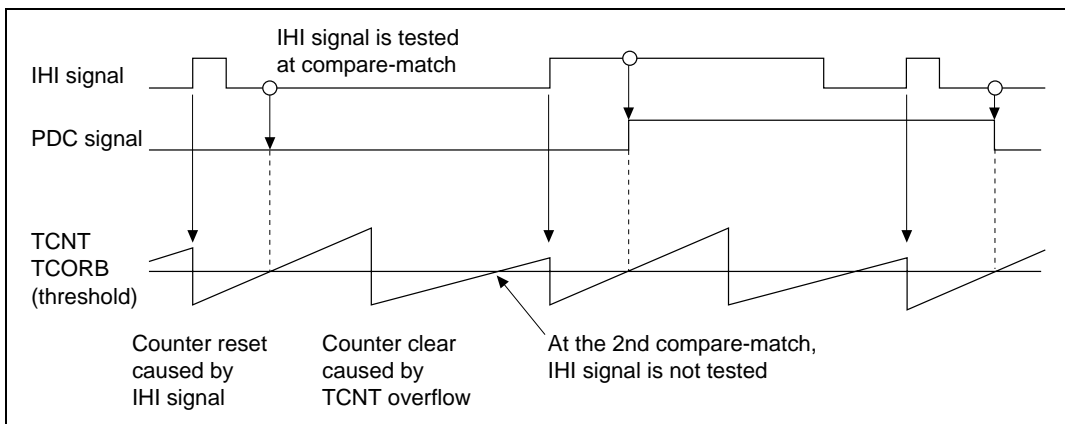 IHI signal is tested
at compare-match
IHI signal
PDC signal
TCNT
TCORB
(threshold)
Counter reset
caused by
IHI signal
Counter clear
caused by
TCNT overflow
At the 2nd compare-match,
IHI signal is not tested